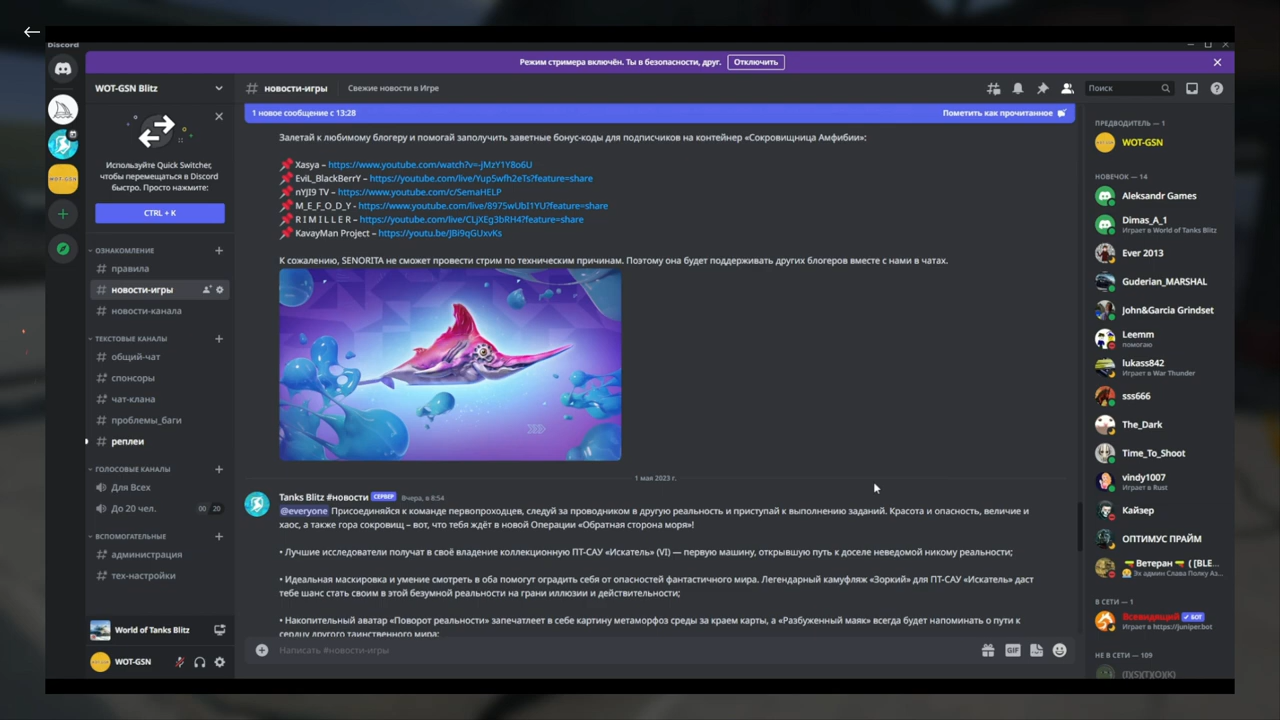 Discord
Режим стримера включён. Ты в безопасности, друг.
Отключить
WOT-GSN Blitz
новости-игры
Свежие новости в Игре
Поиск
1 новое сообщение с 13:28
Пометить как прочитанное
Используйте Quick Switcher,
чтобы перемещаться в Discord
быстро. Просто нажмите:
CTRL + K
ОЗНАКОМЛЕНИЕ
правила
новости-игры
новости-канала
ТЕКСТОВЫЕ КАНАЛЫ
общий-чат
спонсоры
чат-клана
проблемы_баги
реплеи
ГОЛОСОВЫЕ КАНАЛЫ
Для Всех
До 20 чел.
00 20
ВСПОМОГАТЕЛЬНЫЕ
администрация
тех-настройки
World of Tanks Blitz
WOT-GSN
Залетай к любимому блогеру и помогай заполучить заветные бонус-коды для подписчиков на контейнер «Сокровищница Амфибии»:
Xasya – https://www.youtube.com/watch?v=-jMzY1Y8o6U
EviL_BlackBerrY – https://www.youtube.com/live/Yup5wfh2eTs?feature=share
nYJI9 TV – https://www.youtube.com/c/SemaHELP
M_E_F_O_D_Y - https://www.youtube.com/live/8975wUbI1YU?feature=share
R I M I L L E R – https://youtube.com/live/CLjXEg3bRH4?feature=share
KavayMan Project – https://youtu.be/JBi9qGUxvKs
К сожалению, SENORITA не сможет провести стрим по техническим причинам. Поэтому она будет поддерживать других блогеров вместе с нами в чатах.
1 мая 2023 г.
Tanks Blitz #новости СЕРВЕР Вчера, в 8:54
@everyone Присоединяйся к команде первопроходцев, следуй за проводником в другую реальность и приступай к выполнению заданий. Красота и опасность, величие и
хаос, а также гора сокровищ – вот, что тебя ждёт в новой Операции «Обратная сторона моря»!
• Лучшие исследователи получат в своё владение коллекционную ПТ-САУ «Искатель» (VI) — первую машину, открывшую путь к доселе неведомой никому реальности;
• Идеальная маскировка и умение смотреть в оба помогут оградить себя от опасностей фантастичного мира. Легендарный камуфляж «Зоркий» для ПТ-САУ «Искатель» даст
тебе шанс стать своим в этой безумной реальности на грани иллюзии и действительности;
• Накопительный аватар «Поворот реальности» запечатлеет в себе картину метаморфоз среды за краем карты, а «Разбуженный маяк» всегда будет напоминать о пути к
сердцу другого таинственного мира;
Написать #новости-игры
GIF
ПРЕДВОДИТЕЛЬ — 1
WOT-GSN
НОВИЧОК — 14
Aleksandr Games
Dimas_A_1
Играет в World of Tanks Blitz
Ever 2013
Guderian_MARSHAL
John&Garcia Grindset
Leemm
помогаю
lukass842
Играет в War Thunder
sss666
The_Dark
Time_To_Shoot
vindy1007
Играет в Rust
Кайзер
ОПТИМУС ПРАЙМ
Ветеран ( [BLE...
Эх админ Слава Полку Аз...
В СЕТИ — 1
Всевидящий БОТ
Играет в https://juniper.bot
НЕ В СЕТИ — 109
(I)(S)(T)(O)(K)